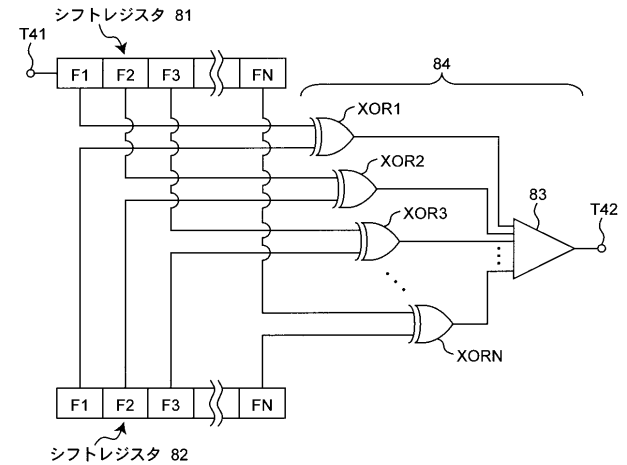 シフトレジスタ 81
T41
F1 F2 F3 FN
84
XOR1
XOR2
83
XOR3
T42
XORN
F1 F2 F3 FN
シフトレジスタ 82